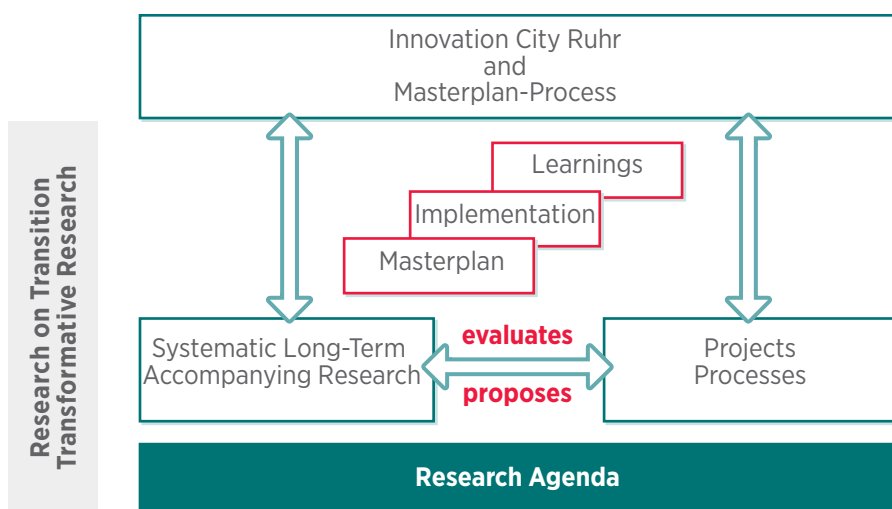 Innovation City Ruhr
and
Masterplan-Process
Research on Transition
Transformative Research
Learnings
Implementation
Masterplan
Systematic Long-Term
Accompanying Research
evaluates
proposes
Projects
Processes
Research Agenda